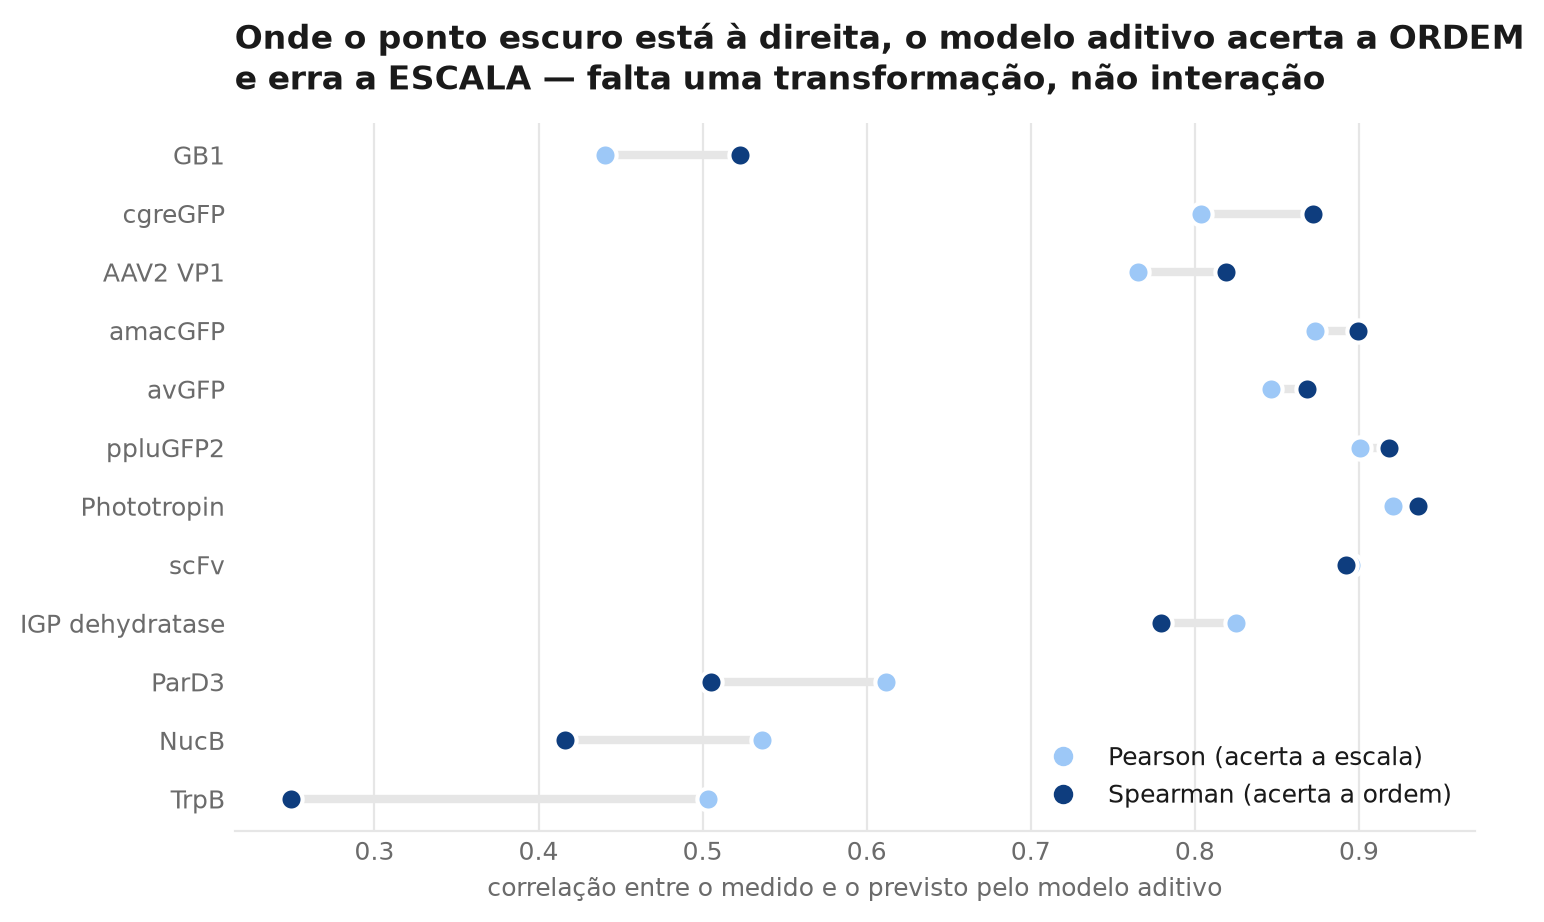 Onde o ponto escuro está à direita, o modelo aditivo acerta a ORDEM
e erra a ESCALA — falta uma transformação, não interação
GB1
cgreGFP
AAV2 VP1
amacGFP
avGFP
ppluGFP2
Phototropin
scFv
IGP dehydratase
ParD3
NucB
TrpB
Pearson (acerta a escala)
Spearman (acerta a ordem)
0.3 0.4 0.5 0.6 0.7 0.8 0.9
correlação entre o medido e o previsto pelo modelo aditivo